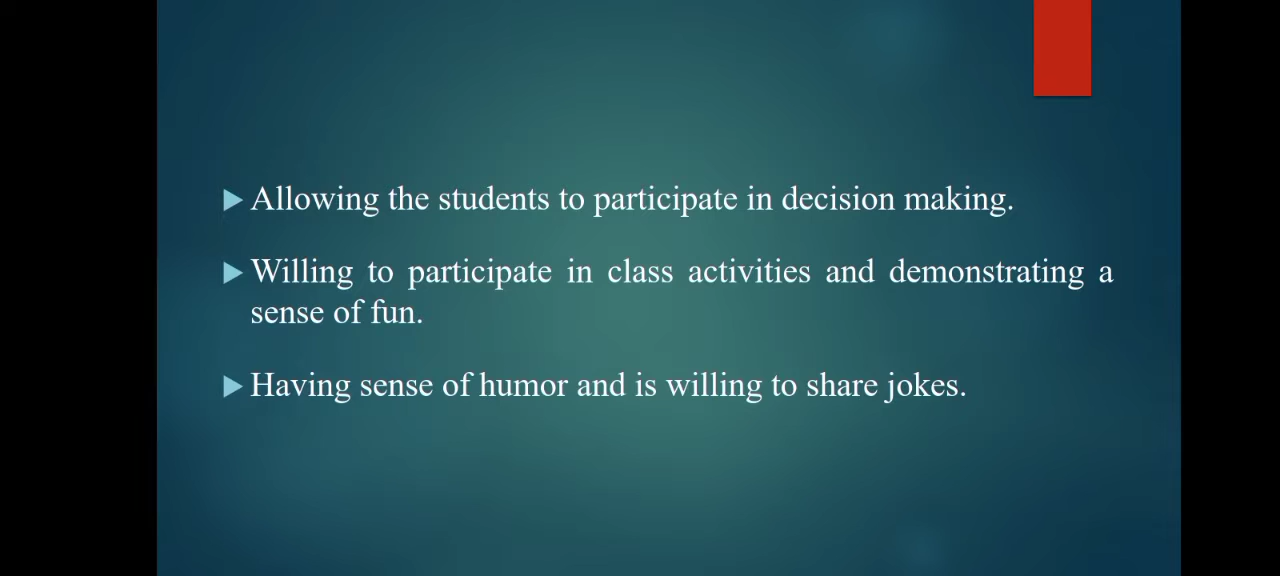 Allowing the students to participate in decision making.
Willing to participate in class activities and demonstrating a
sense of fun.
Having sense of humor and is willing to share jokes.